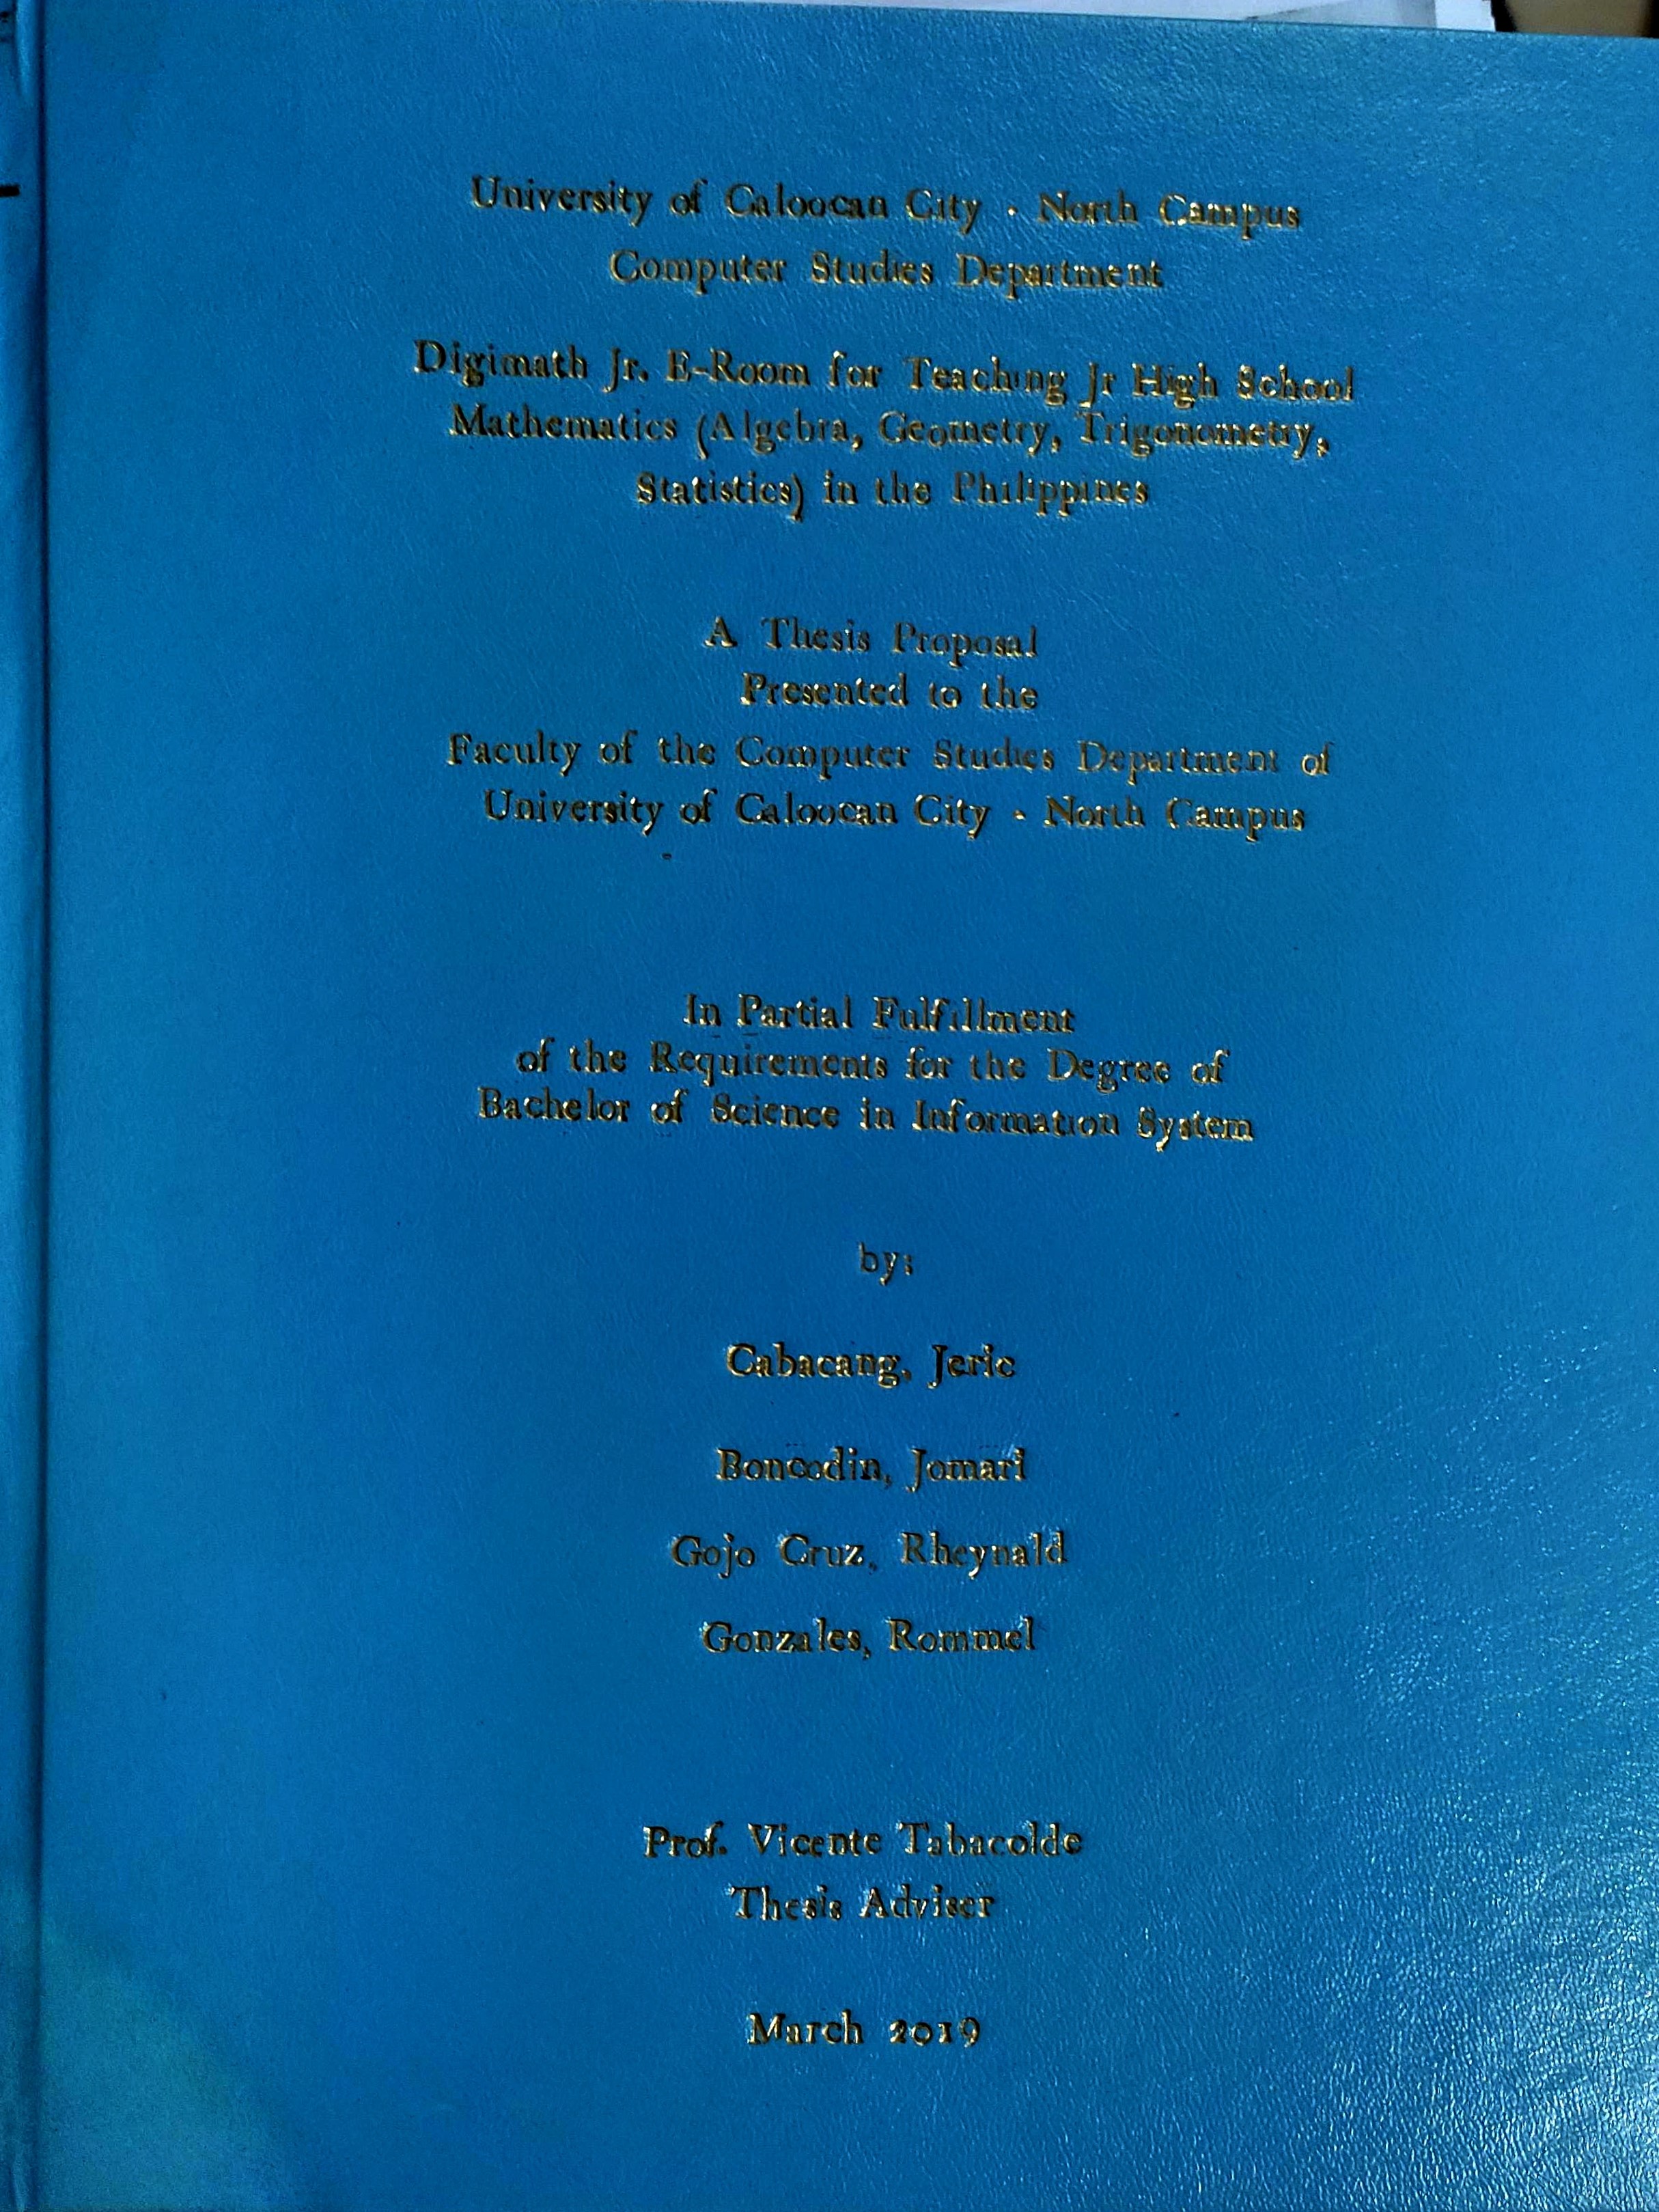 University of Caloocan City - North Campus
Computer Studies Department
Digimath Jr. E-Room for Teaching Jr High School
Mathematics (Algebra, Geometry, Trigonometry,
Statistics) in the Philippines
A Thesis Proposal
Presented to the
Faculty of the Computer Studies Department of
University of Caloocan City - North Campus
In Partial Fulfillment
of the Requirements for the Degree of
Bachelor of Science in Information System
by:
Cabacang, Jeric
Boncodin, Jomari
Gojo Cruz, Rheynald
Gonzales, Rommel
Prof. Vicente Tabacolde
Thesis Adviser
March 2019